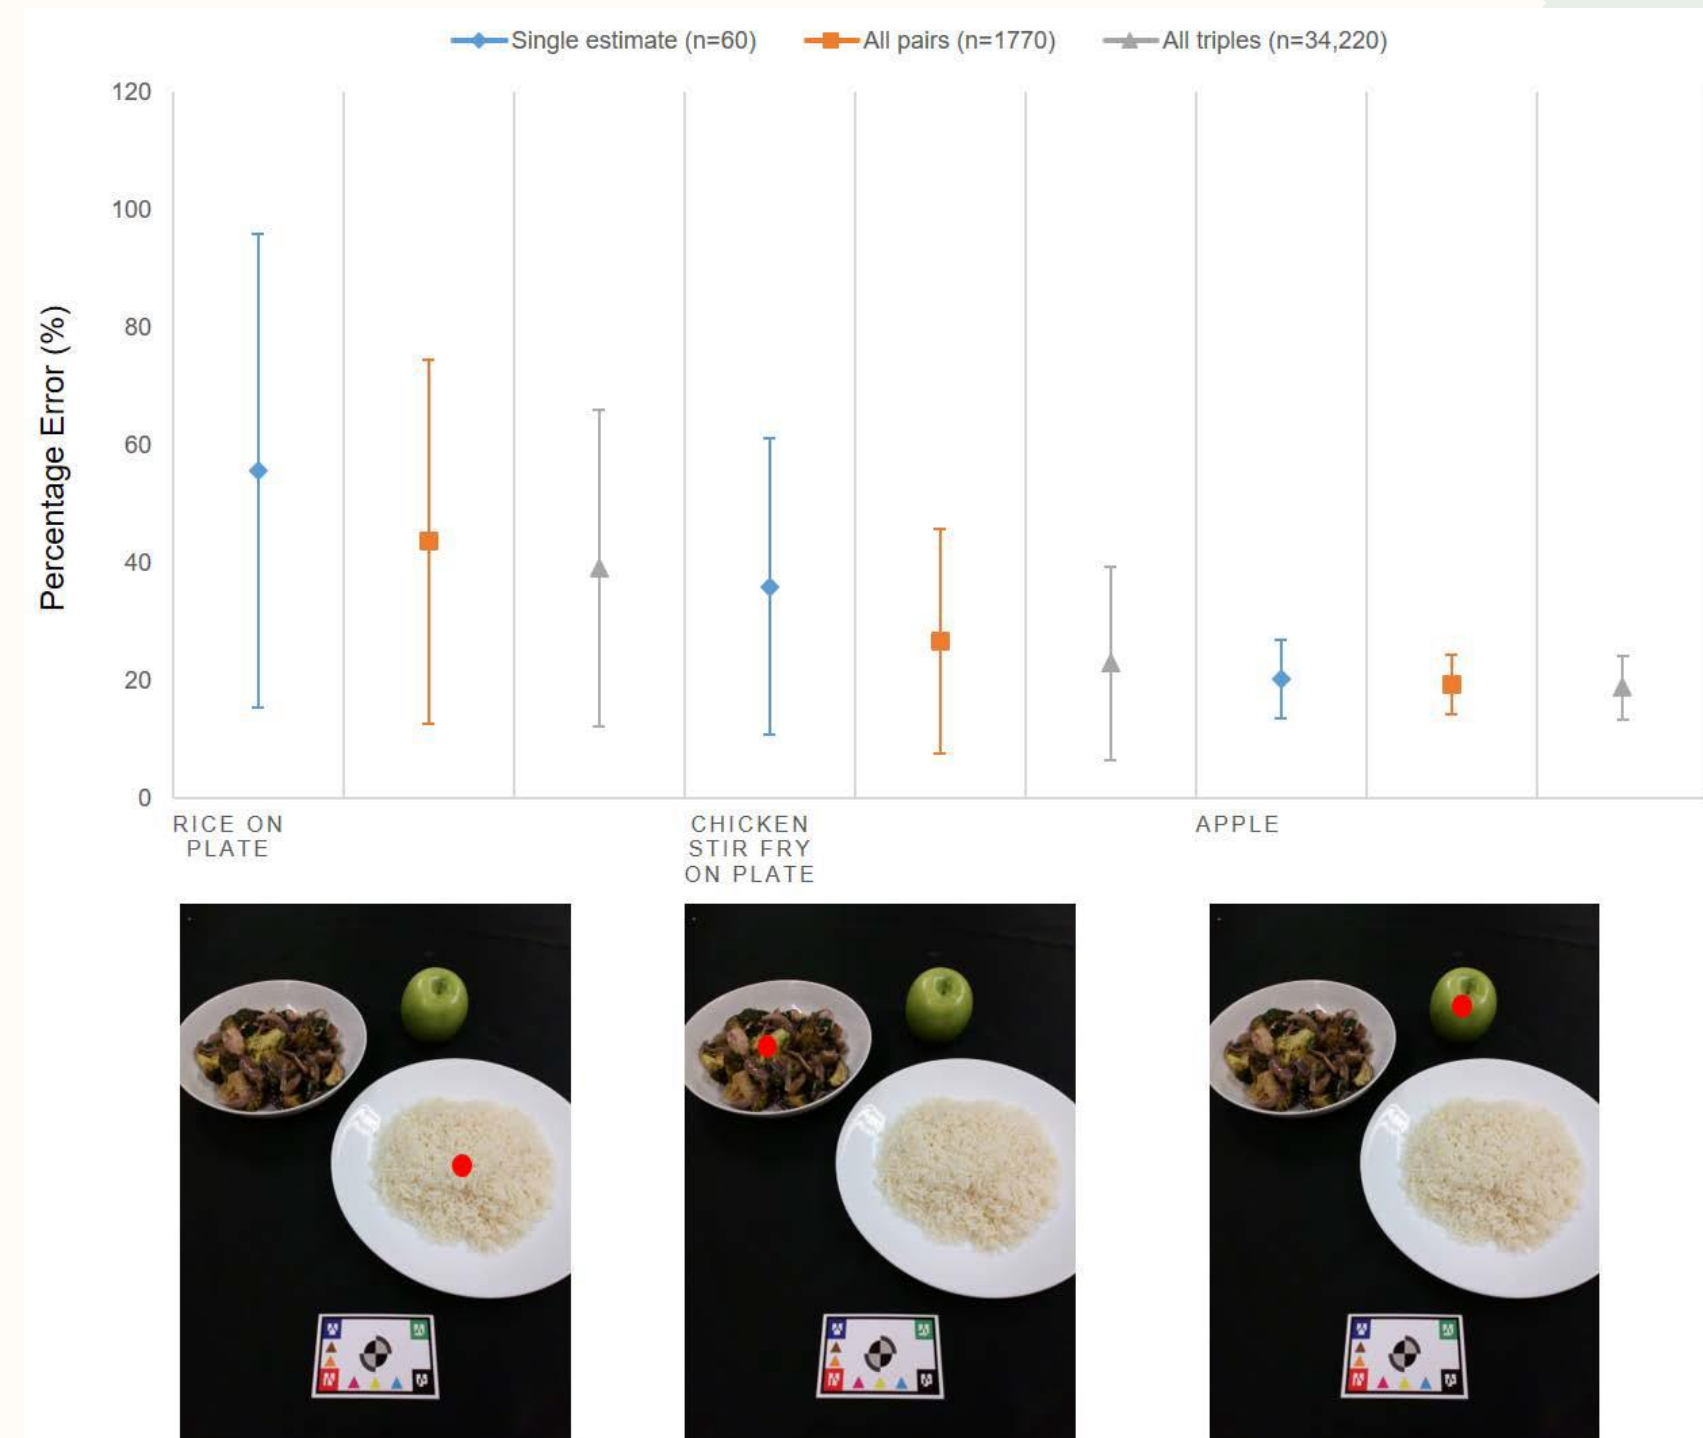 Single estimate (n=60) All pairs (n=1770) All triples (n=34,220)
120
100
80
60
40
20
0
Percentage Error (%)
RICE ON
PLATE
CHICKEN
STIR FRY
ON PLATE
APPLE